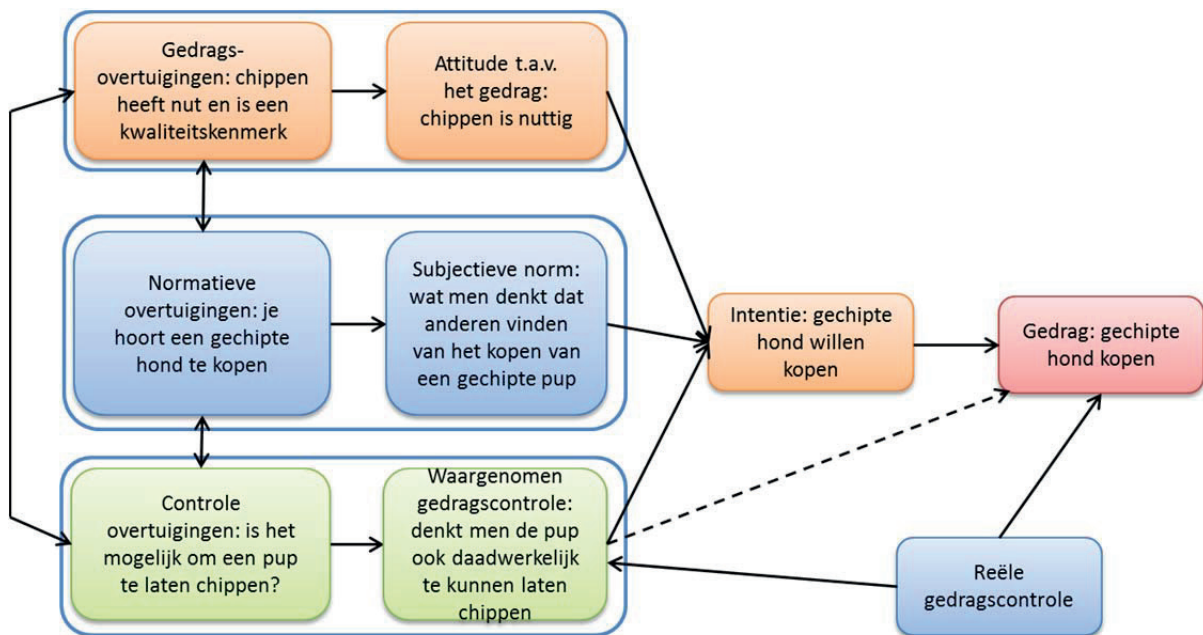 Gedrags-
overtuigingen: chippen
heeft nut en is een
kwaliteitskenmerk
Attitude t.a.v.
het gedrag:
chippen is nuttig
Normatieve
overtuigingen: je
hoort een gechipte
hond te kopen
Subjectieve norm:
wat men denkt dat
anderen vinden
van het kopen van
een gechipte pup
Intentie: gechipte
hond willen
kopen
Gedrag: gechipte
hond kopen
Controle
overtuigingen: is het
mogelijk om een pup
te laten chippen?
Waargenomen
gedragscontrole:
denkt men de pup
ook daadwerkelijk
te kunnen laten
chippen
Reële
gedragscontrole